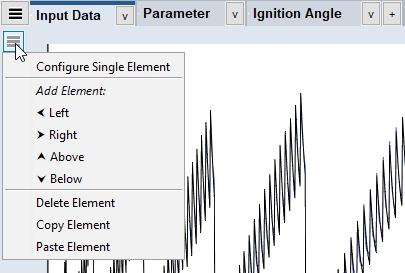 Input Data v Parameter v Ignition Angle v +
Configure Single Element
Add Element:
Left
Right
Above
Below
Delete Element
Copy Element
Paste Element